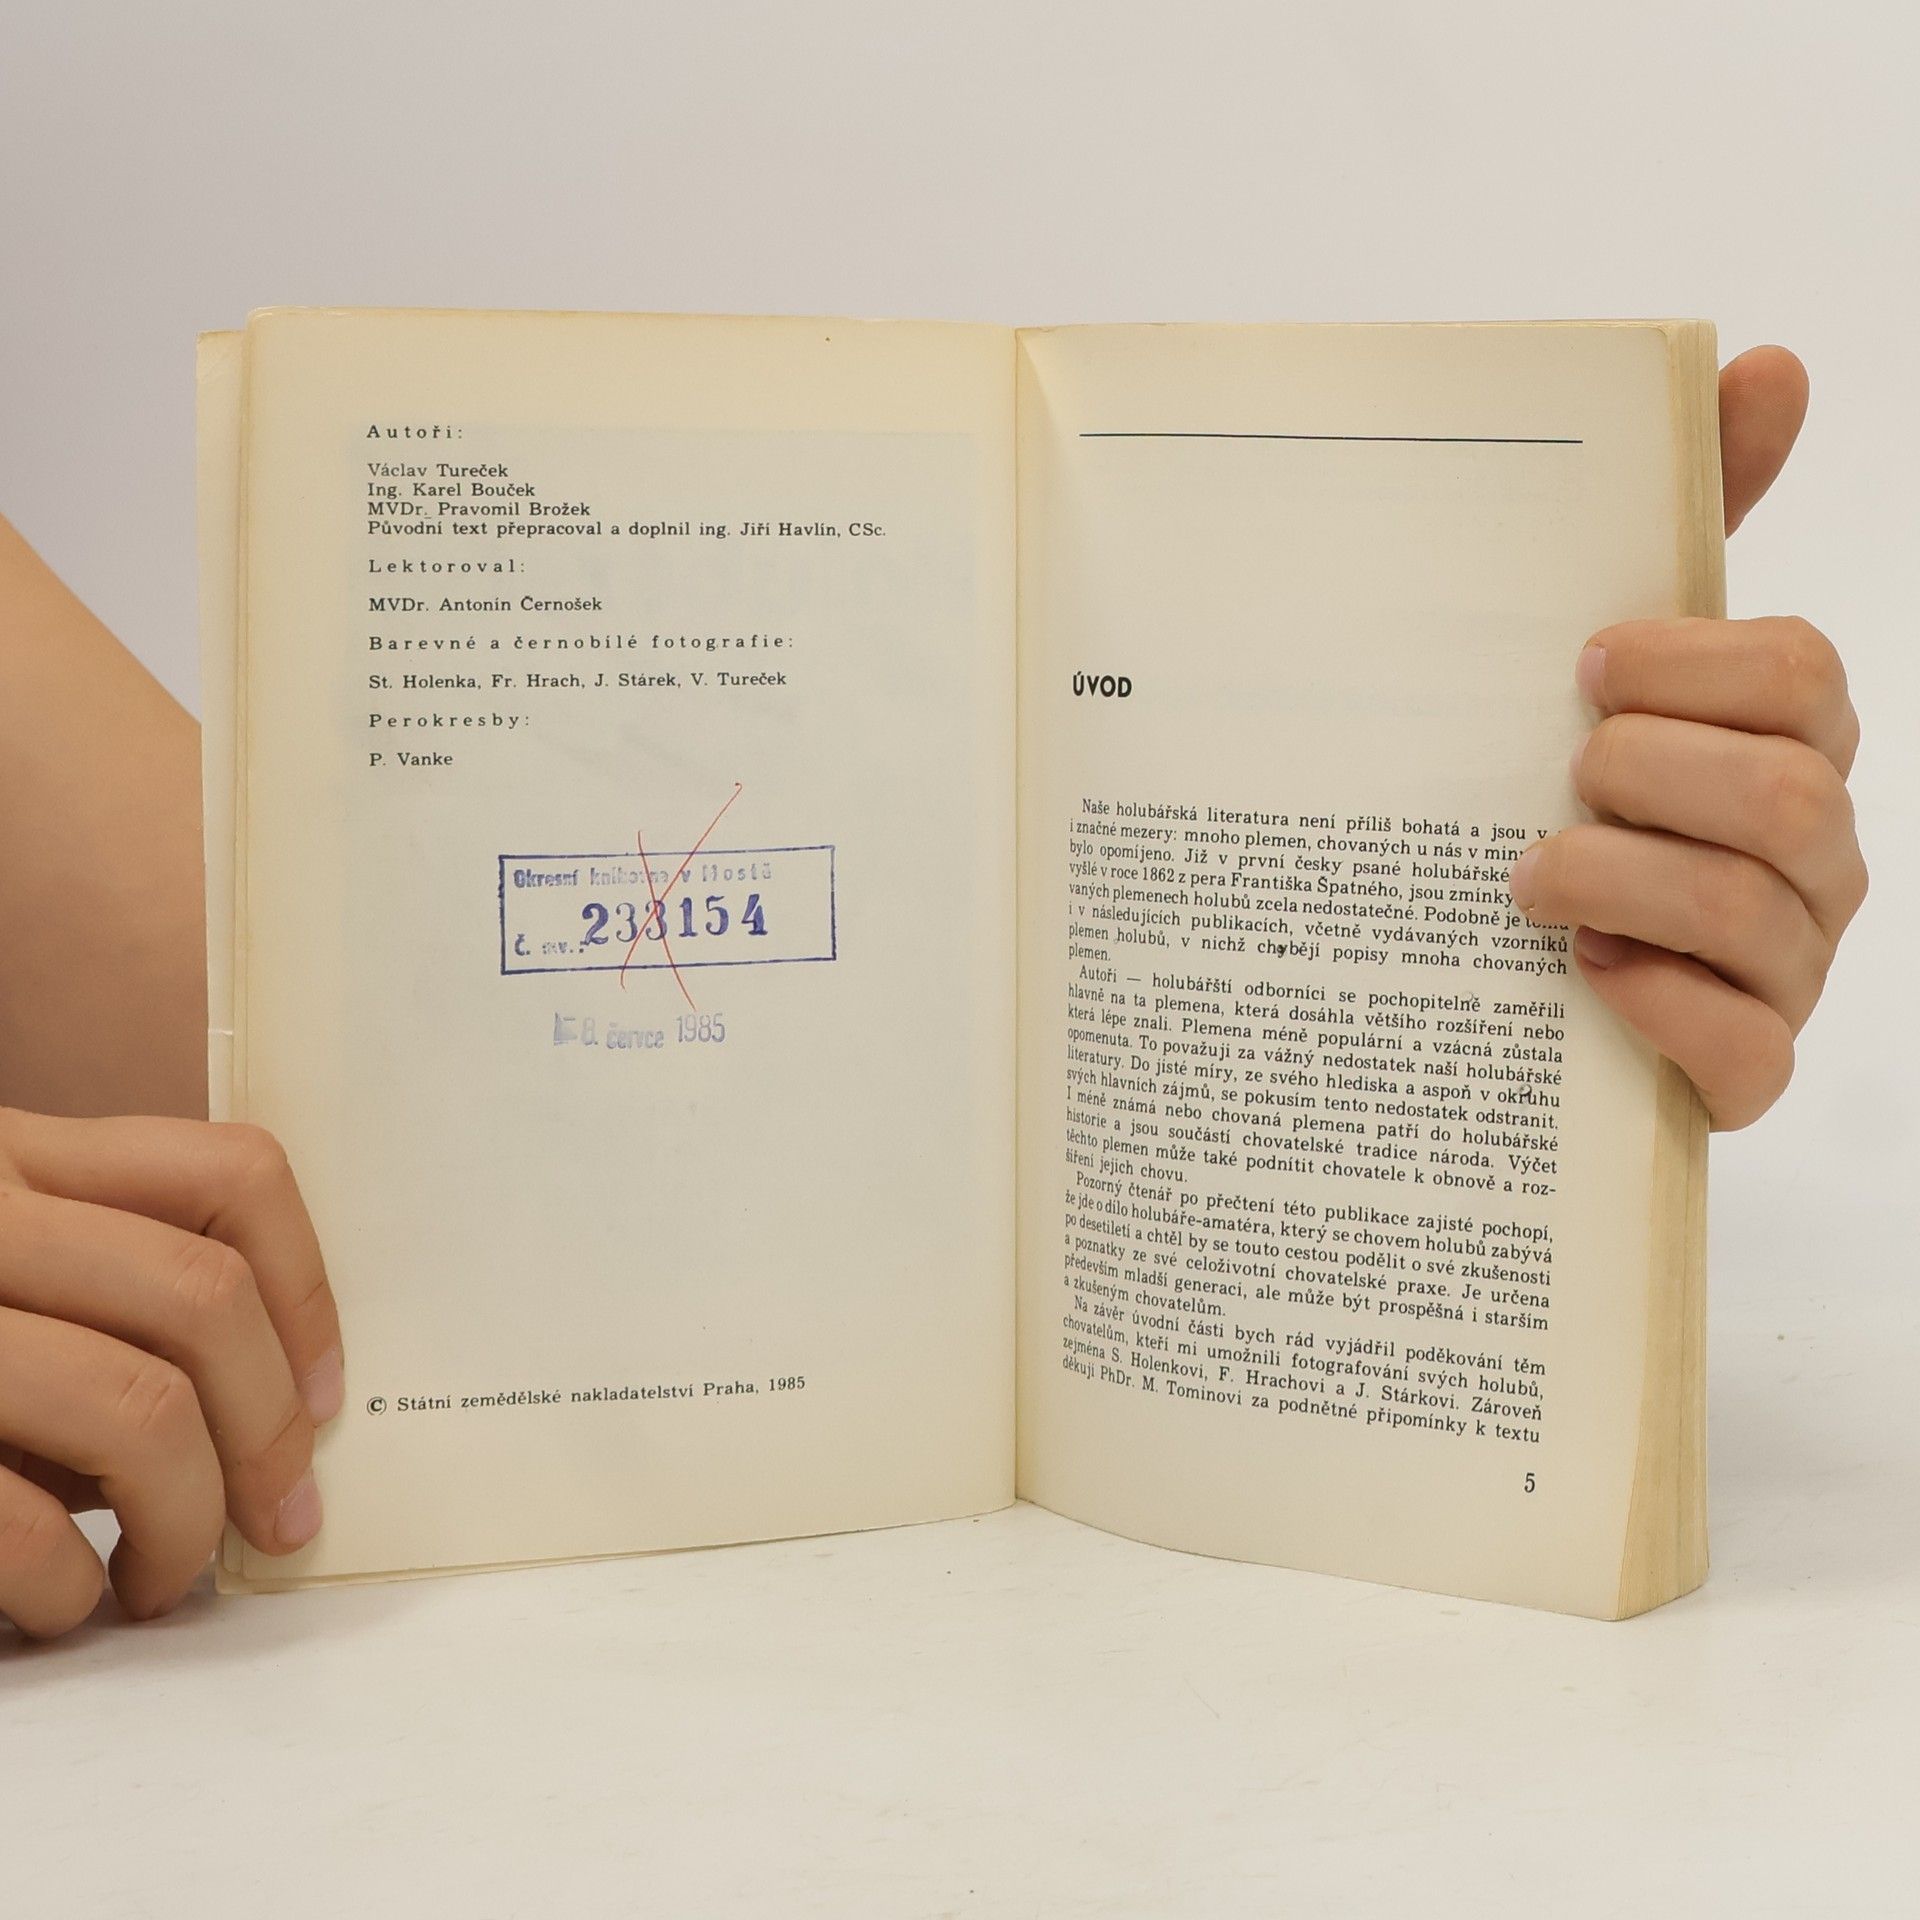 Autoři:
Václav Tureček
Ing. Karel Bouček
MVDr. Pravomil Brožek
Původní text přepracoval a doplnil ing. Jiří Havlín, CSc.
Lektoroval:
MVDr. Antonín Černošek
Barevné a černobílé fotografie:
St. Holenka, Fr. Hrach, J. Stárek, V. Tureček
Perokresby:
P. Vanke
Okresní knihovna v Mostě
233154
Č. inv.:
8. července 1985
© Státní zemědělské nakladatelství Praha, 1985
ÚVOD
Naše holubářská literatura není příliš bohatá a jsou v
i značné mezery: mnoho plemen, chovaných u nás v
bylo opomíjeno. Již v první česky psané holubářské
vyšlé v roce 1862 z pera Františka Špatného, jsou zmínky
vaných plemenech holubů zcela nedostatečné. Podobně je tomu
i v následujících publikacích, včetně vydávaných vzorníků
plemen holubů, v nichž chybějí popisy mnoha chovaných
plemen.
Autoři — holubářští odborníci se pochopitelně zaměřili
hlavně na ta plemena, která dosáhla většího rozšíření nebo
která lépe znali. Plemena méně populární a vzácná zůstala
opomenuta. To považuji za vážný nedostatek naší holubářské
literatury. Do jisté míry, ze svého hlediska a aspoň v okruhu
svých hlavních zájmů, se pokusím tento nedostatek odstranit.
I méně známá nebo chovaná plemena patří do holubářské
historie a jsou součástí chovatelské tradice národa. Výčet
těchto plemen může také podnítit chovatele k obnově a roz-
šíření jejich chovu.
Pozorný čtenář po přečtení této publikace zajisté pochopí,
že jde o dílo holubáře-amatéra, který se chovem holubů zabývá
po desetiletí a chtěl by se touto cestou podělit o své zkušenosti
a poznatky ze své celoživotní chovatelské praxe. Je určena
především mladší generaci, ale může být prospěšná i starším
a zkušeným chovatelům.
Na závěr úvodní části bych rád vyjádřil poděkování těm
chovatelům, kteří mi umožnili fotografování svých holubů,
zejména S. Holenkovi, F. Hrachovi a J. Stárkovi. Zároveň
děkuji PhDr. M. Tominovi za podnětné připomínky k textu
5